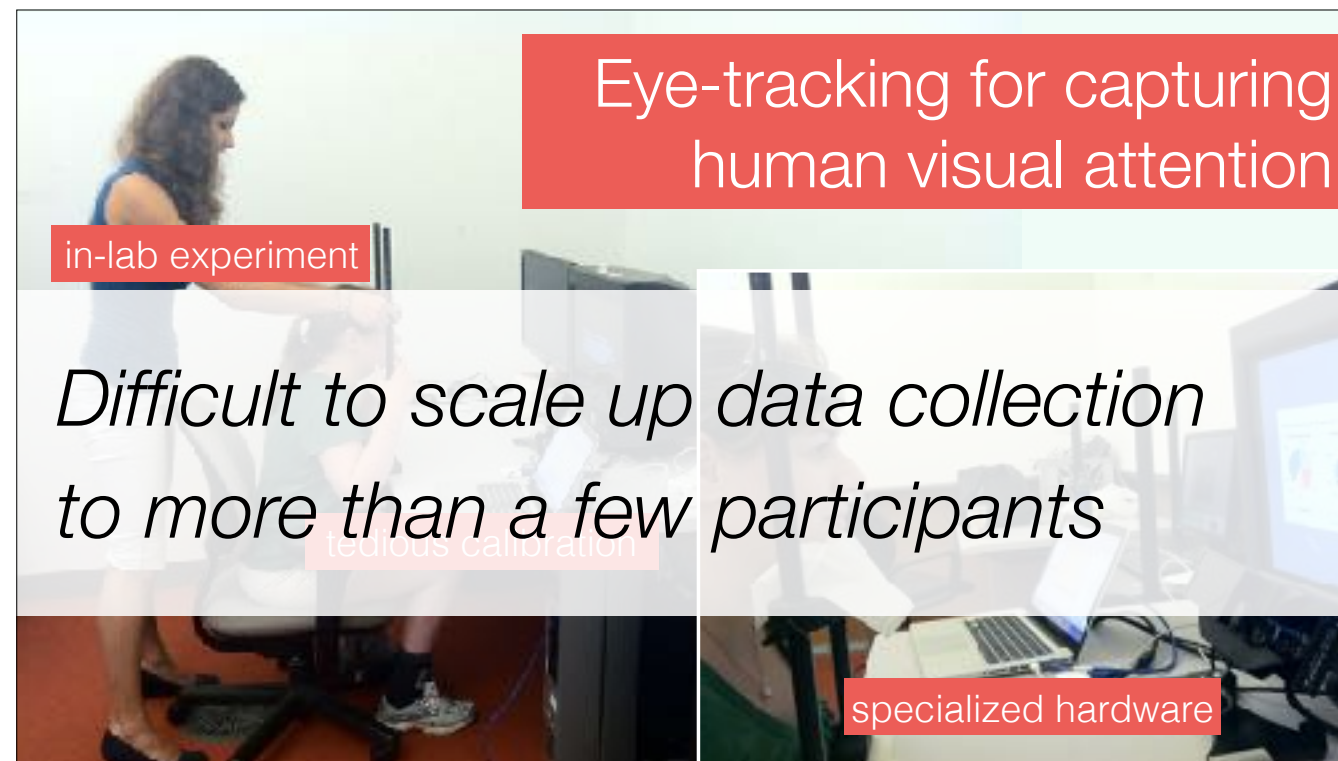 Eye-tracking for capturing
human visual attention
in-lab experiment
Difficult to scale up data collection
to more than a few participants
tedious calibration
specialized hardware